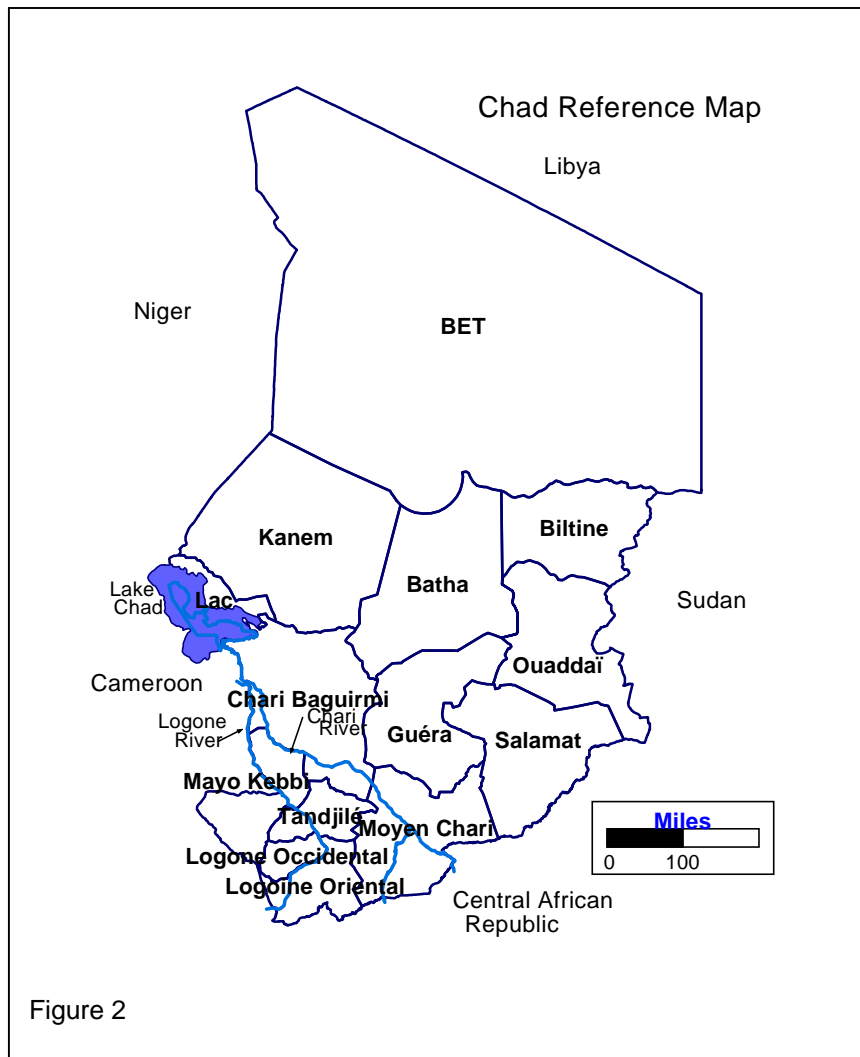 Chad Reference Map
Libya
Niger
BET
Kanem
Biltine
Batha
Lake
Chad
Lac
Sudan
Ouaddaï
Cameroon
Chari Baguirmi
Logone
River
Chari
River
Guéra
Salamat
Mayo Kebbi
Tandjilé
Moyen Chari
Miles
0 100
Logone Occidental
Logoine Oriental
Central African
Republic
Figure 2